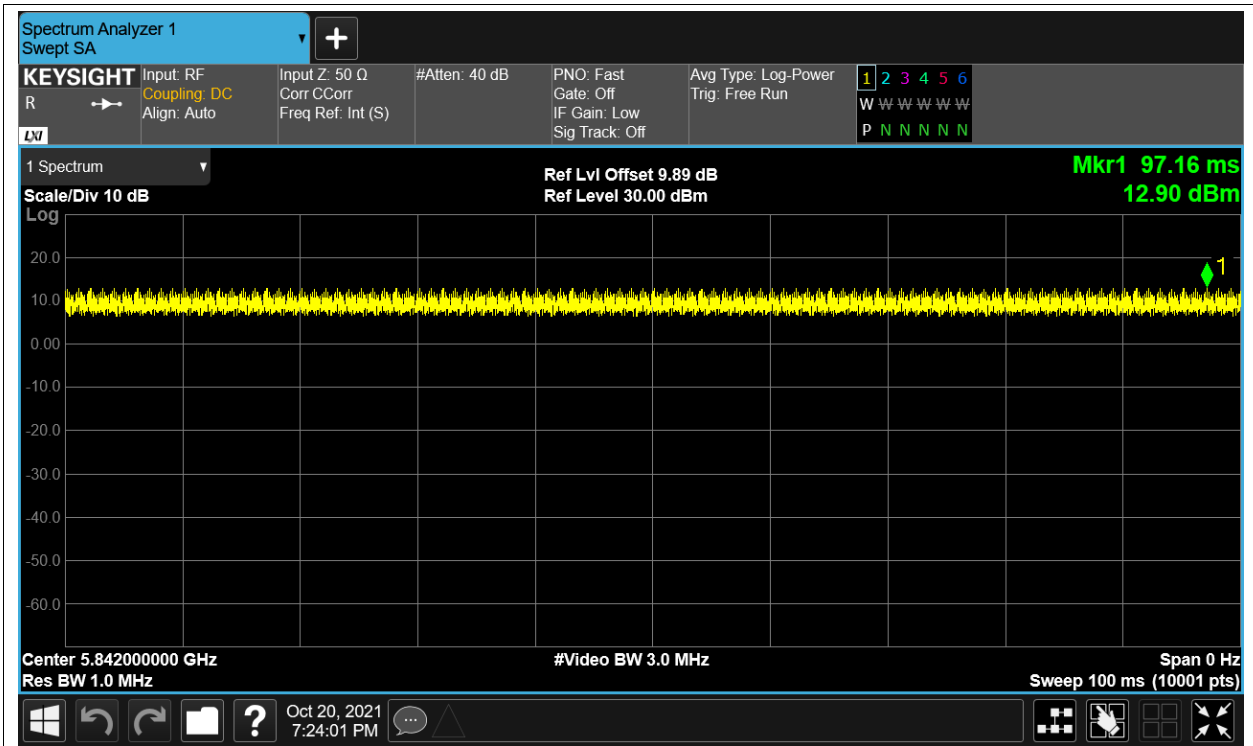 Spectrum Analyzer 1
Swept SA
KEYSIGHT Input: RF Input Z: 50 Ω #Atten: 40 dB PNO: Fast Avg Type: Log-Power 1 2 3 4 5 6
R Coupling: DC Corr CCorr Gate: Off Trig: Free Run W W W W W W
Align: Auto Freq Ref: Int (S) IF Gain: Low
LXI Sig Track: Off P N N N N N
1 Spectrum Ref Lvl Offset 9.89 dB Mkr1 97.16 ms
Scale/Div 10 dB Ref Level 30.00 dBm 12.90 dBm
Log
20.0 1
10.0
0.00
-10.0
-20.0
-30.0
-40.0
-50.0
-60.0
Center 5.842000000 GHz #Video BW 3.0 MHz Span 0 Hz
Res BW 1.0 MHz Sweep 100 ms (10001 pts)
? Oct 20, 2021
7:24:01 PM